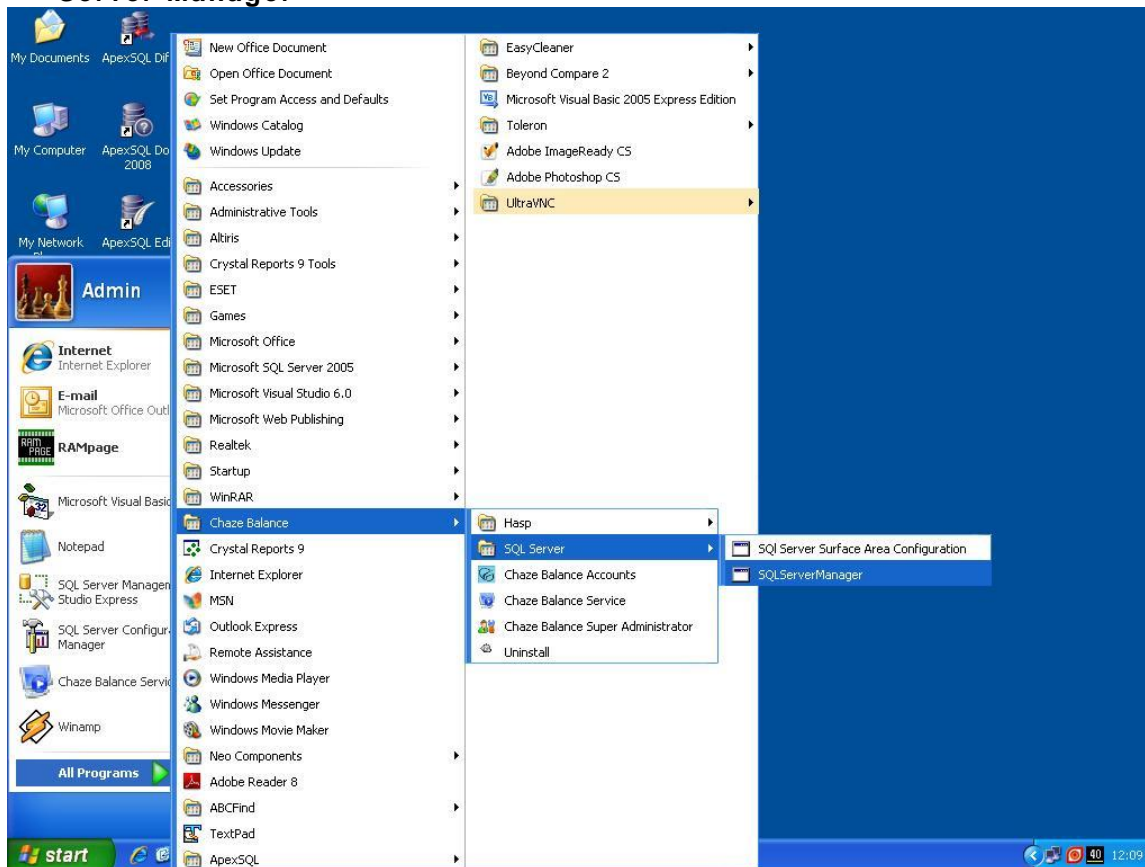 Server Manager
My Documents
ApexSQL Dif
My Computer
ApexSQL Do
2008
My Network
ApexSQL Edi
Admin
Internet
Internet Explorer
E-mail
Microsoft Office Outl
RAM
PAGE
RAMpage
Microsoft Visual Basic
Notepad
SQL Server Managen
Studio Express
SQL Server Configur
Manager
Chaze Balance Servic
Winamp
All Programs
New Office Document
Open Office Document
Set Program Access and Defaults
Windows Catalog
Windows Update
Accessories
Administrative Tools
Altiris
Crystal Reports 9 Tools
ESET
Games
Microsoft Office
Microsoft SQL Server 2005
Microsoft Visual Studio 6.0
Microsoft Web Publishing
Realtek
Startup
WinRAR
Chaze Balance
Crystal Reports 9
Internet Explorer
MSN
Outlook Express
Remote Assistance
Windows Media Player
Windows Messenger
Windows Movie Maker
Neo Components
Adobe Reader 8
ABCFind
TextPad
ApexSQL
EasyCleaner
Beyond Compare 2
Microsoft Visual Basic 2005 Express Edition
Toleron
Adobe ImageReady CS
Adobe Photoshop CS
UltraVNC
Hasp
SQL Server
Chaze Balance Accounts
Chaze Balance Service
Chaze Balance Super Administrator
Uninstall
SQl Server Surface Area Configuration
SQLServerManager
start
40
12:09